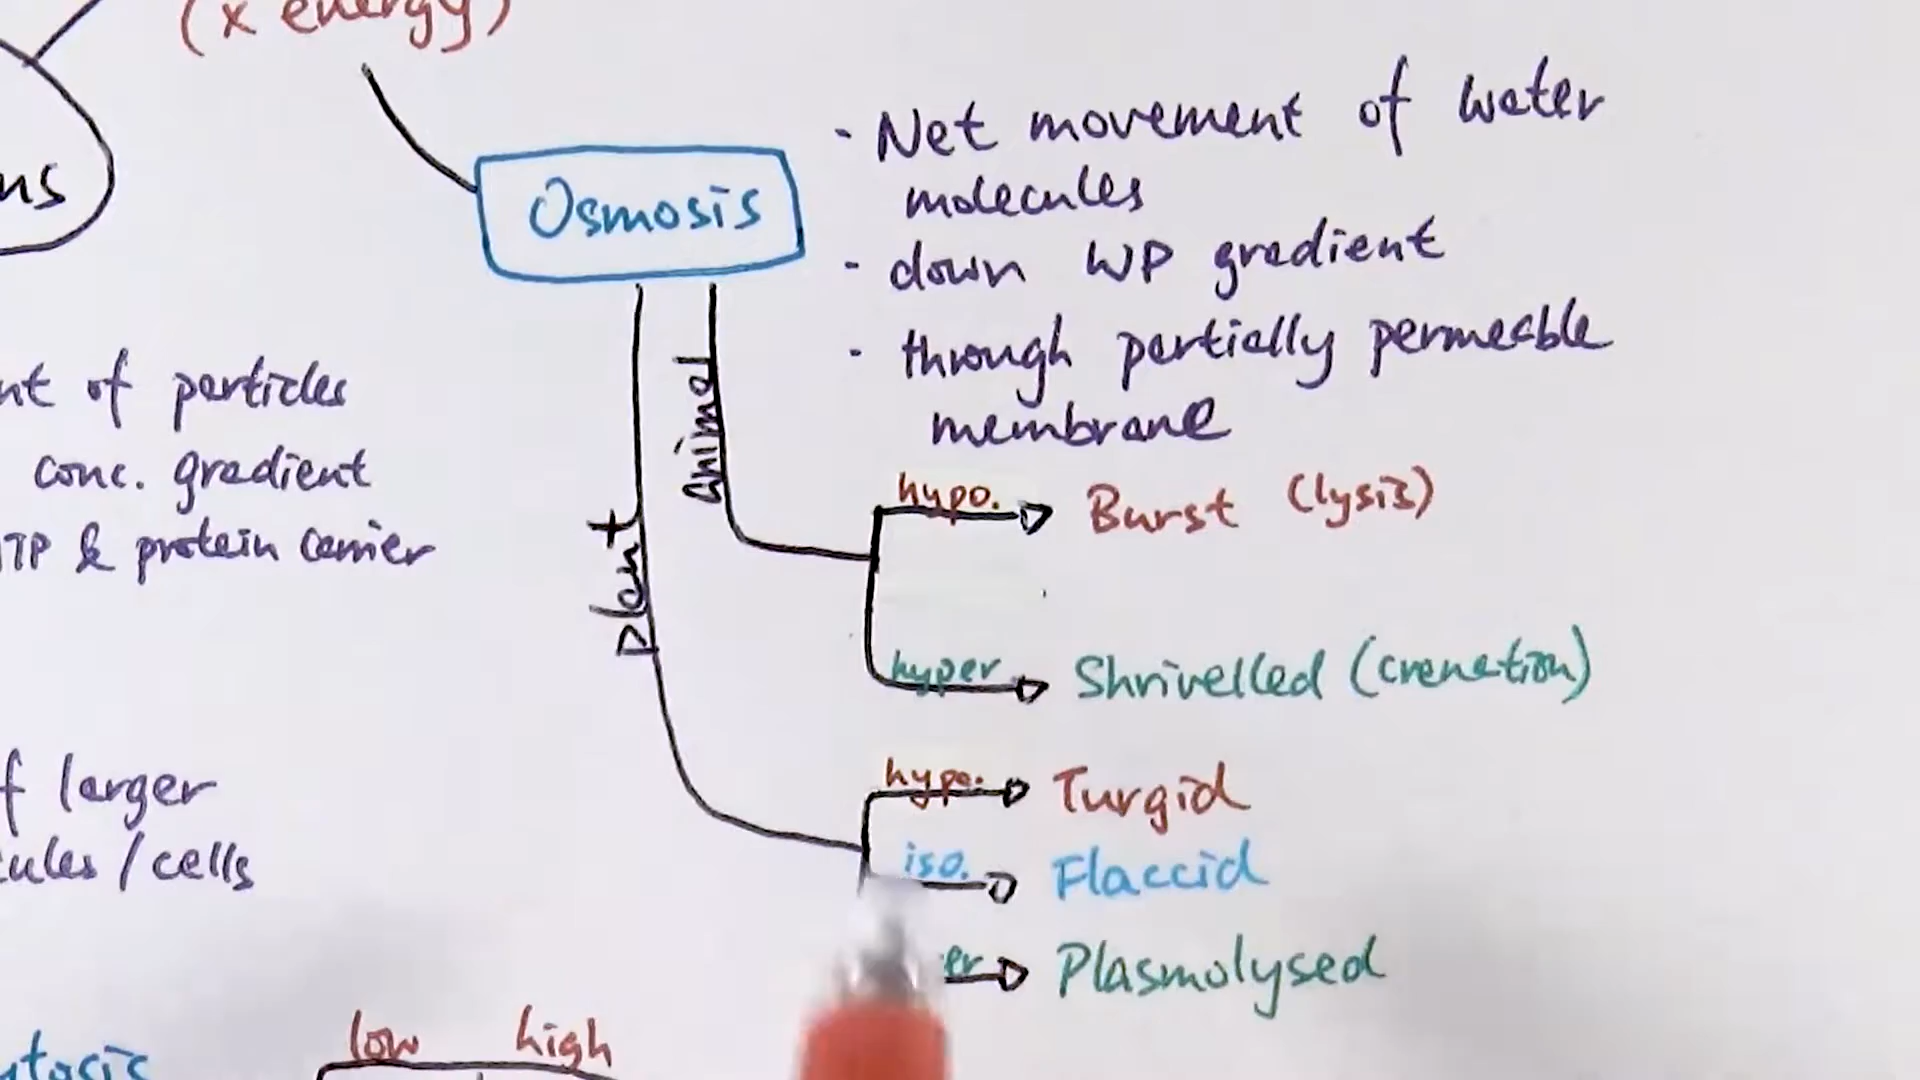 (x energy)
ns
Osmosis
- Net movement of water
molecules
- down WP gradient
- through partially permeable
membrane
of particles
conc. gradient
TP & protein carrier
larger
/cells
Animal
Plant
hypo. Burst (lysis)
hyper Shrivelled (crenation)
hypo. Turgid
iso. Flaccid
er Plasmolysed
low high